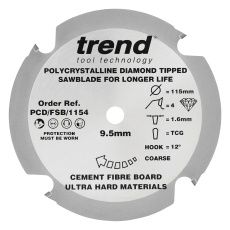 trend
tool technology
POLYCRYSTALLINE DIAMOND TIPPED
SAWBLADE FOR LONGER LIFE
Order Ref.
PCD/FSB/1154
PROTECTION
MUST BE WORN
9.5mm
= 115mm
= 4
= 1.6mm
= TCG
HOOK = 12°
COARSE
CEMENT FIBRE BOARD
ULTRA HARD MATERIALS